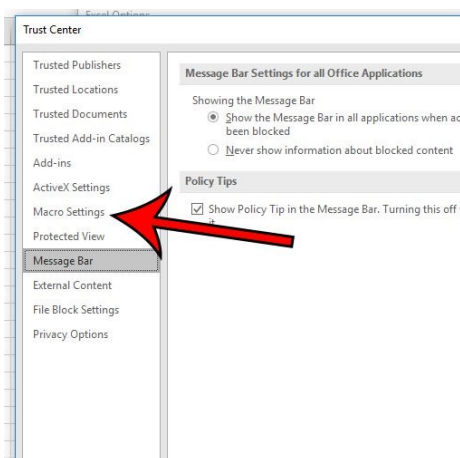 Excel Options
Trust Center
Trusted Publishers
Trusted Locations
Trusted Documents
Trusted Add-in Catalogs
Add-ins
ActiveX Settings
Macro Settings
Protected View
Message Bar
External Content
File Block Settings
Privacy Options
Message Bar Settings for all Office Applications
Showing the Message Bar
Show the Message Bar in all applications when ac
been blocked
Never show information about blocked content
Policy Tips
Show Policy Tip in the Message Bar. Turning this off
it